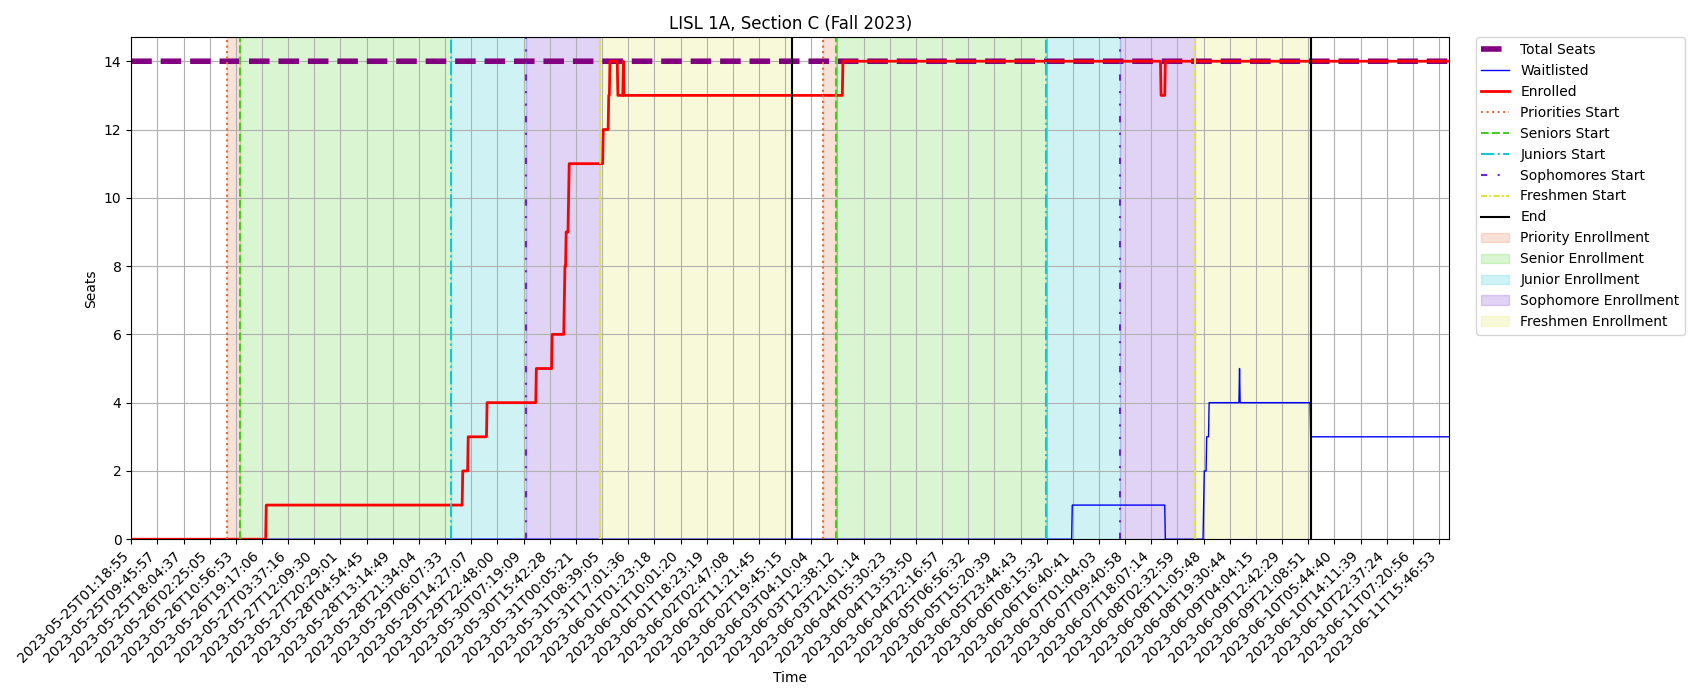 LISL 1A, Section C (Fall 2023)
Total Seats
Waitlisted
Enrolled
Priorities Start
Seniors Start
Juniors Start
Sophomores Start
Freshmen Start
End
Priority Enrollment
Senior Enrollment
Junior Enrollment
Sophomore Enrollment
Freshmen Enrollment
Seats
14
12
10
8
6
4
2
0
2023-05-25T01:18:55
2023-05-25T09:45:57
2023-05-25T18:04:37
2023-05-26T02:25:05
2023-05-26T10:56:53
2023-05-26T19:17:06
2023-05-27T03:37:16
2023-05-27T12:09:30
2023-05-27T20:29:01
2023-05-28T04:54:45
2023-05-28T13:14:49
2023-05-28T21:34:04
2023-05-29T06:07:33
2023-05-29T14:27:07
2023-05-29T22:48:00
2023-05-30T07:19:09
2023-05-30T15:42:28
2023-05-31T00:05:21
2023-05-31T08:39:05
2023-05-31T17:01:36
2023-06-01T01:23:18
2023-06-01T10:01:20
2023-06-01T18:23:19
2023-06-02T02:47:08
2023-06-02T11:21:45
2023-06-02T19:45:15
2023-06-03T04:10:04
2023-06-03T12:38:12
2023-06-03T21:01:14
2023-06-04T05:30:23
2023-06-04T13:53:50
2023-06-04T22:16:57
2023-06-05T06:56:32
2023-06-05T15:20:39
2023-06-05T23:44:43
2023-06-06T08:15:32
2023-06-06T16:40:41
2023-06-07T01:04:03
2023-06-07T09:40:58
2023-06-07T18:07:14
2023-06-08T02:32:59
2023-06-08T11:05:48
2023-06-08T19:30:44
2023-06-09T04:04:15
2023-06-09T12:42:29
2023-06-09T21:08:51
2023-06-10T05:44:40
2023-06-10T14:11:39
2023-06-10T22:37:24
2023-06-11T07:20:56
2023-06-11T15:46:53
Time